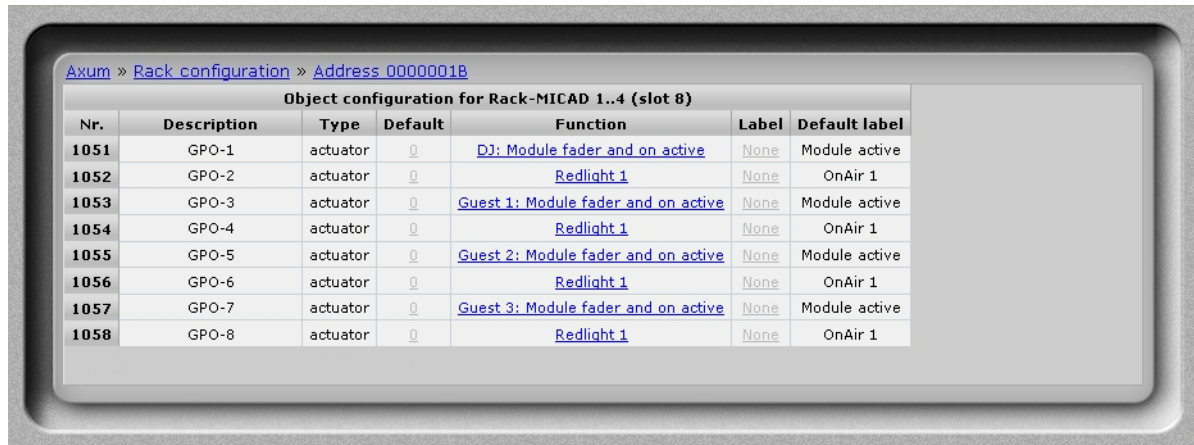 Axum » Rack configuration » Address 0000001B
Object configuration for Rack-MICAD 1..4 (slot 8)
Nr. Description Type Default Function Label Default label
1051 GPO-1 actuator 0 DJ: Module fader and on active None Module active
1052 GPO-2 actuator 0 Redlight 1 None OnAir 1
1053 GPO-3 actuator 0 Guest 1: Module fader and on active None Module active
1054 GPO-4 actuator 0 Redlight 1 None OnAir 1
1055 GPO-5 actuator 0 Guest 2: Module fader and on active None Module active
1056 GPO-6 actuator 0 Redlight 1 None OnAir 1
1057 GPO-7 actuator 0 Guest 3: Module fader and on active None Module active
1058 GPO-8 actuator 0 Redlight 1 None OnAir 1